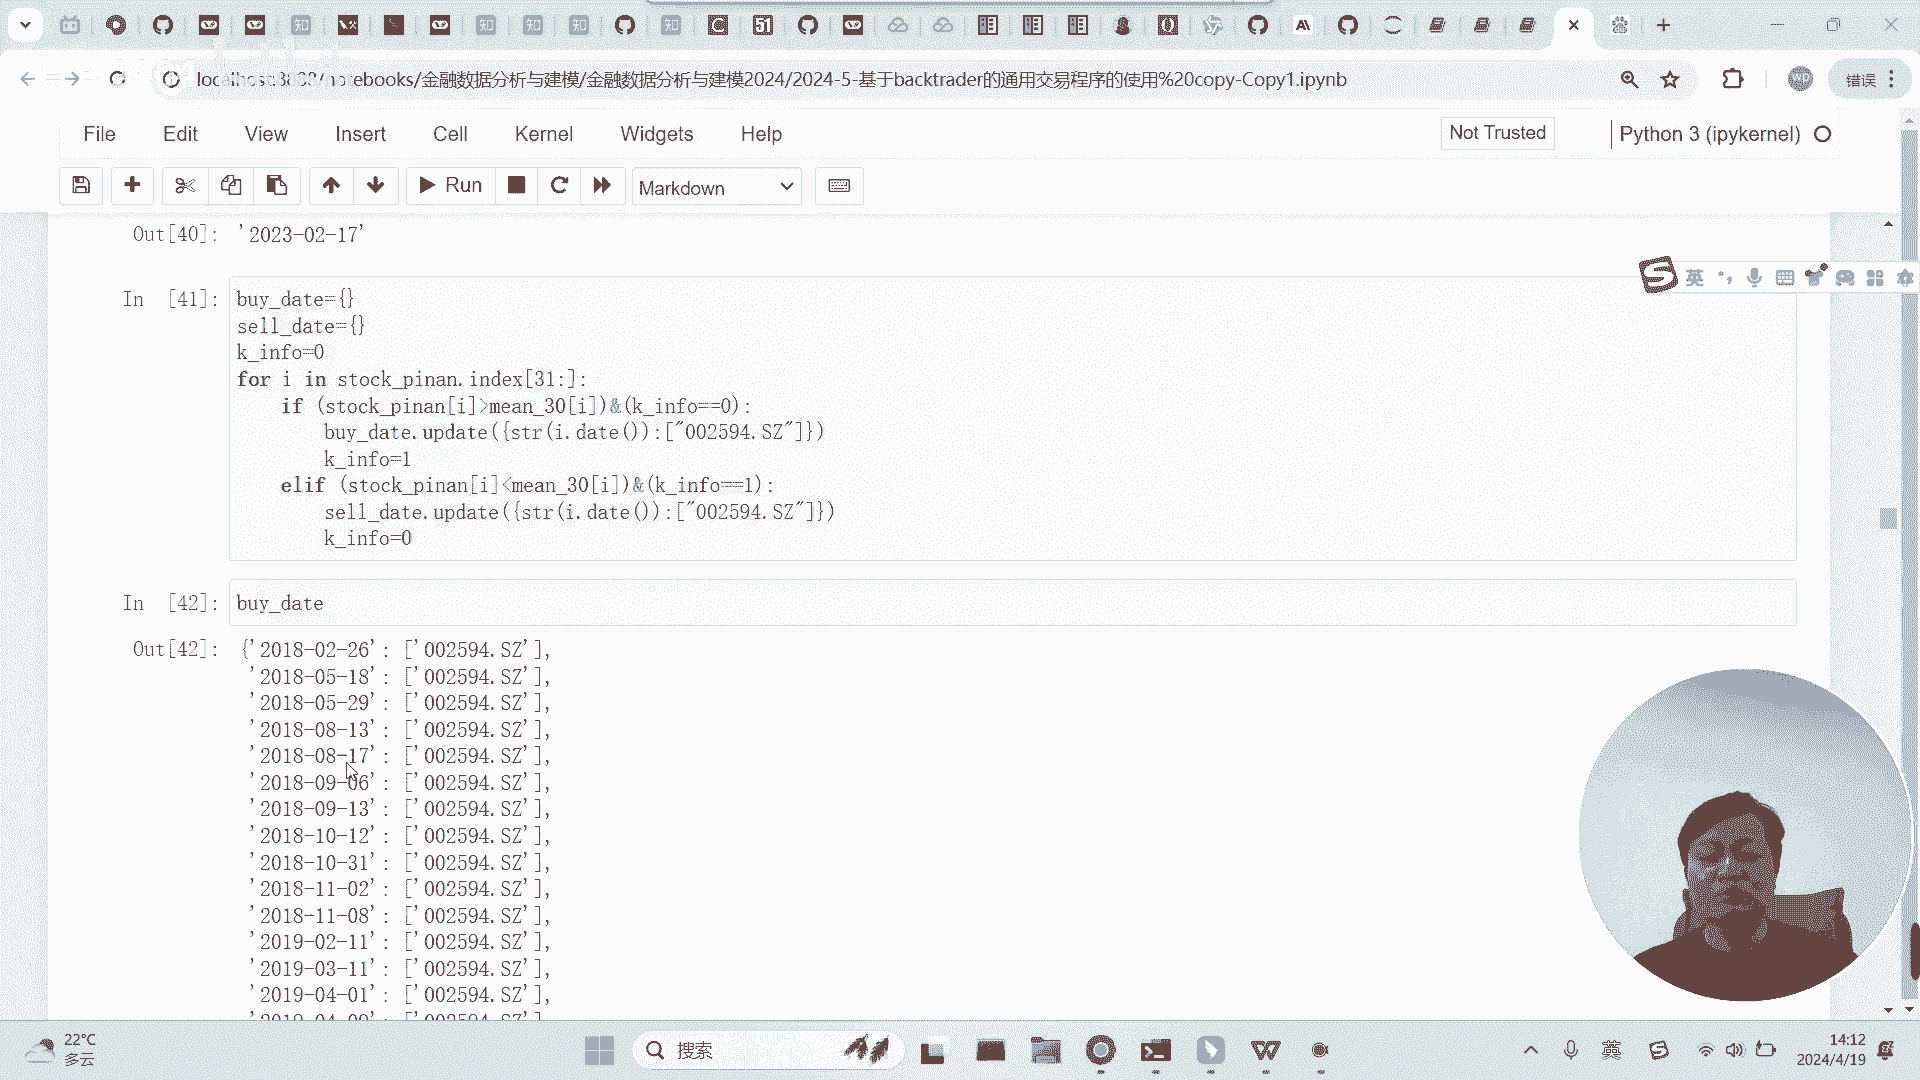 localhost:8888/notebooks/金融数据分析与建模/金融数据分析与建模2024/2024-5-基于backtrader的通用交易程序的使用%20copy-Copy1.ipynb
错误
File Edit View Insert Cell Kernel Widgets Help
Not Trusted
Python 3 (ipykernel)
Run
Markdown
Out[40]: '2023-02-17'
英
In [41]: buy_date={}
sell_date={}
k_info=0
for i in stock_pinan.index[31:]:
    if (stock_pinan[i]>mean_30[i])&(k_info==0):
        buy_date.update({str(i.date()):["002594.SZ"]})
        k_info=1
    elif (stock_pinan[i]<mean_30[i])&(k_info==1):
        sell_date.update({str(i.date()):["002594.SZ"]})
        k_info=0
In [42]: buy_date
Out[42]: {'2018-02-26': ['002594.SZ'],
'2018-05-18': ['002594.SZ'],
'2018-05-29': ['002594.SZ'],
'2018-08-13': ['002594.SZ'],
'2018-08-17': ['002594.SZ'],
'2018-09-06': ['002594.SZ'],
'2018-09-13': ['002594.SZ'],
'2018-10-12': ['002594.SZ'],
'2018-10-31': ['002594.SZ'],
'2018-11-02': ['002594.SZ'],
'2018-11-08': ['002594.SZ'],
'2019-02-11': ['002594.SZ'],
'2019-03-11': ['002594.SZ'],
'2019-04-01': ['002594.SZ'],
22°C
多云
搜索
英
14:12
2024/4/19